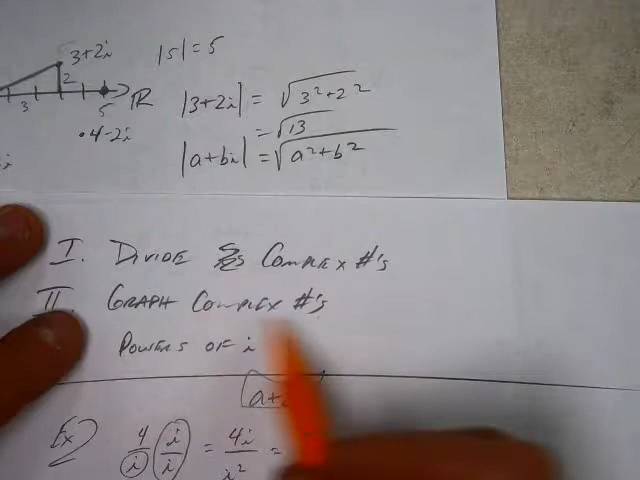 3+2i |5| = 5
2
3 5 ℝ |3+2i| = √3²+2²
4-2i = √13
|a+bi| = √a²+b²
I. DIVIDE COMPLEX #'s
II. GRAPH COMPLEX #'s
POWERS OF i
Ex 4/i i/i = 4i/i² =